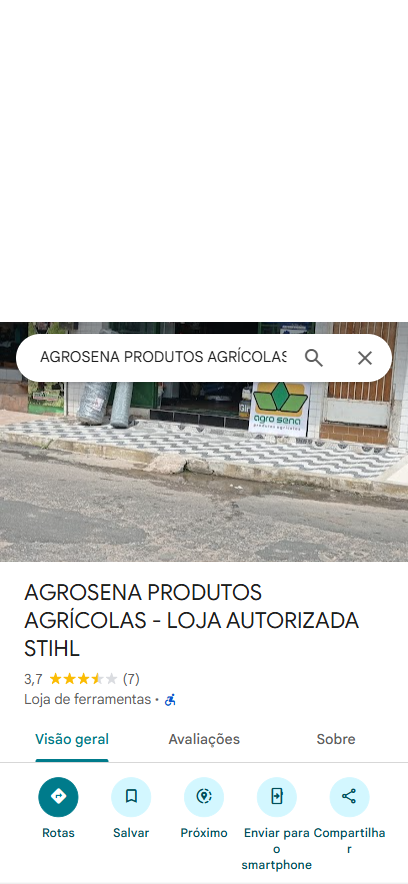 AGROSENA PRODUTOS AGRÍCOLAS
agro sena
produtos agrícolas
AGROSENA PRODUTOS
AGRÍCOLAS - LOJA AUTORIZADA
STIHL
3,7 (7)
Loja de ferramentas ·
Visão geral
Avaliações
Sobre
Rotas
Salvar
Próximo
Enviar para
o
smartphone
Compartilha
r